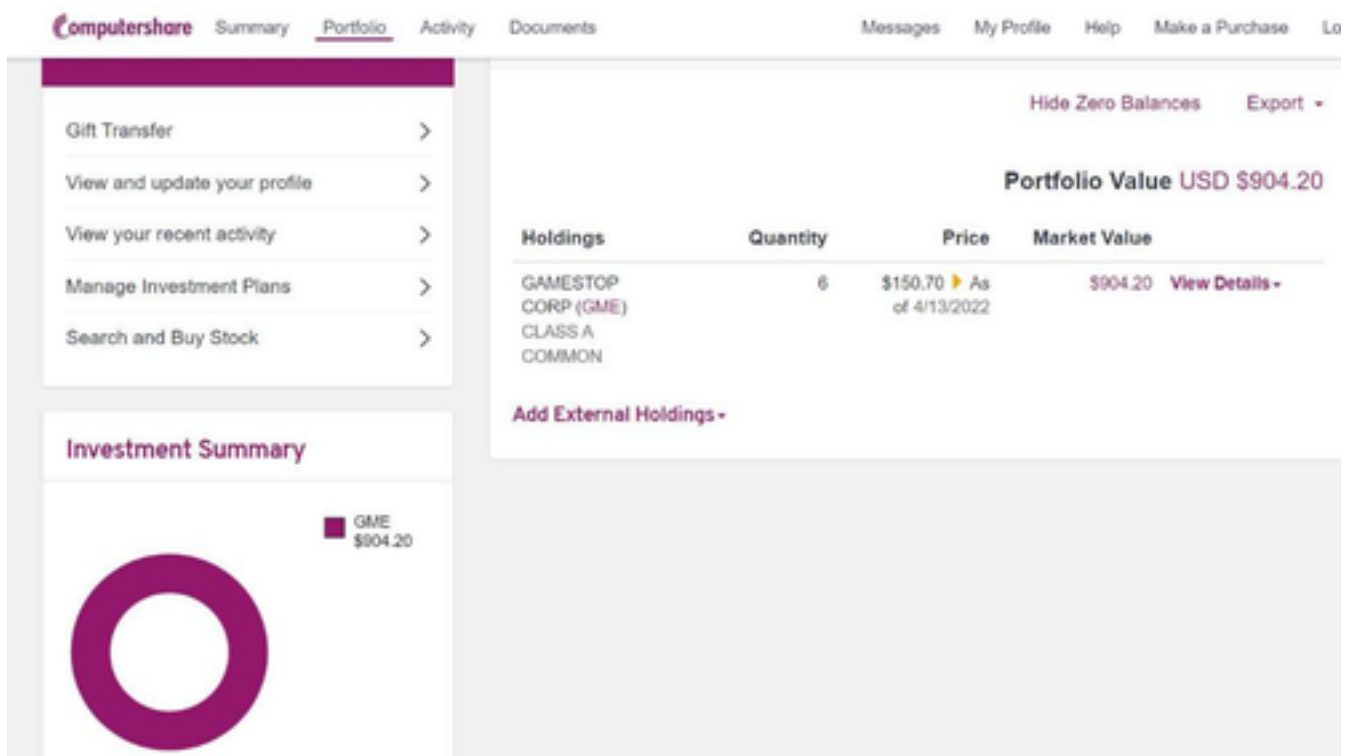 Computershare Summary Portfolio Activity Documents Messages My Profile Help Make a Purchase Lo
Gift Transfer
View and update your profile
View your recent activity
Manage Investment Plans
Search and Buy Stock
Hide Zero Balances Export
Portfolio Value USD $904.20
Holdings Quantity Price Market Value
GAMESTOP 6 $150.70 As $904.20 View Details
CORP (GME) of 4/13/2022
CLASS A
COMMON
Add External Holdings
Investment Summary
GME
$904.20